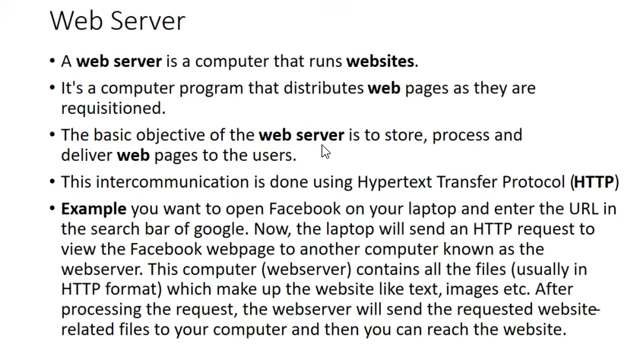 Web Server
• A web server is a computer that runs websites.
• It's a computer program that distributes web pages as they are
requisitioned.
• The basic objective of the web server is to store, process and
deliver web pages to the users.
• This intercommunication is done using Hypertext Transfer Protocol (HTTP)
• Example you want to open Facebook on your laptop and enter the URL in
the search bar of google. Now, the laptop will send an HTTP request to
view the Facebook webpage to another computer known as the
webserver. This computer (webserver) contains all the files (usually in
HTTP format) which make up the website like text, images etc. After
processing the request, the webserver will send the requested website-
related files to your computer and then you can reach the website.